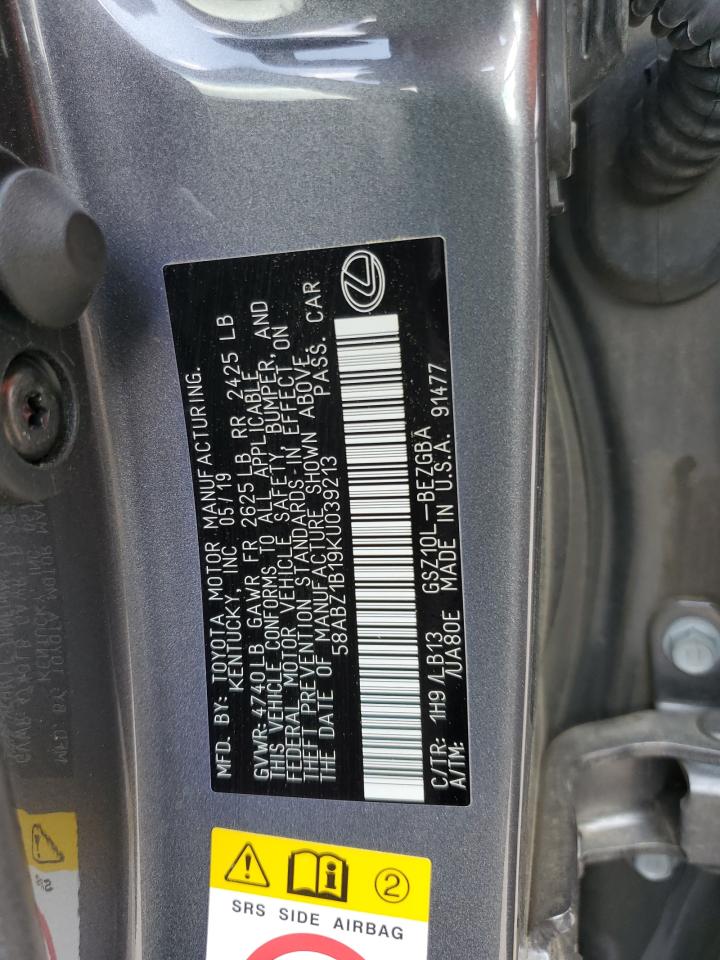 MFD. BY: TOYOTA MOTOR MANUFACTURING.
KENTUCKY, INC 05/19
GVWR: 4740LB GAWR FR 2625LB RR 2425 LB
THIS VEHICLE CONFORMS TO ALL APPLICABLE
FEDERAL MOTOR VEHICLE SAFETY, BUMPER, AND
THEFT PREVENTION STANDARDS IN EFFECT ON
THE DATE OF MANUFACTURE SHOWN ABOVE.
58ABZ1B19KU039213 PASS. CAR
C/TR: 1H9 /LB13 GSZ10L-BEZGBA
A/TM: /UA80E MADE IN U.S.A. 91477
2
SRS SIDE AIRBAG